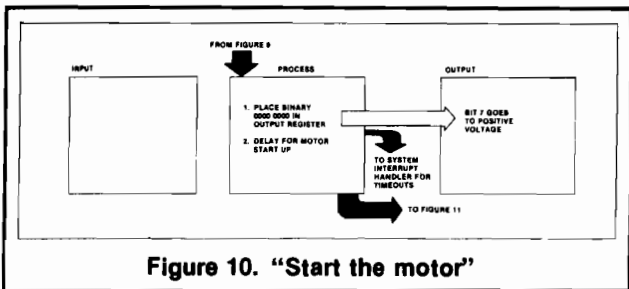 FROM FIGURE 9
INPUT
PROCESS
OUTPUT
1. PLACE BINARY
0000 0000 IN
OUTPUT REGISTER
2. DELAY FOR MOTOR
START UP
BIT 7 GOES
TO POSITIVE
VOLTAGE
TO SYSTEM
INTERRUPT
HANDLER FOR
TIMEOUTS
TO FIGURE 11
Figure 10. “Start the motor”